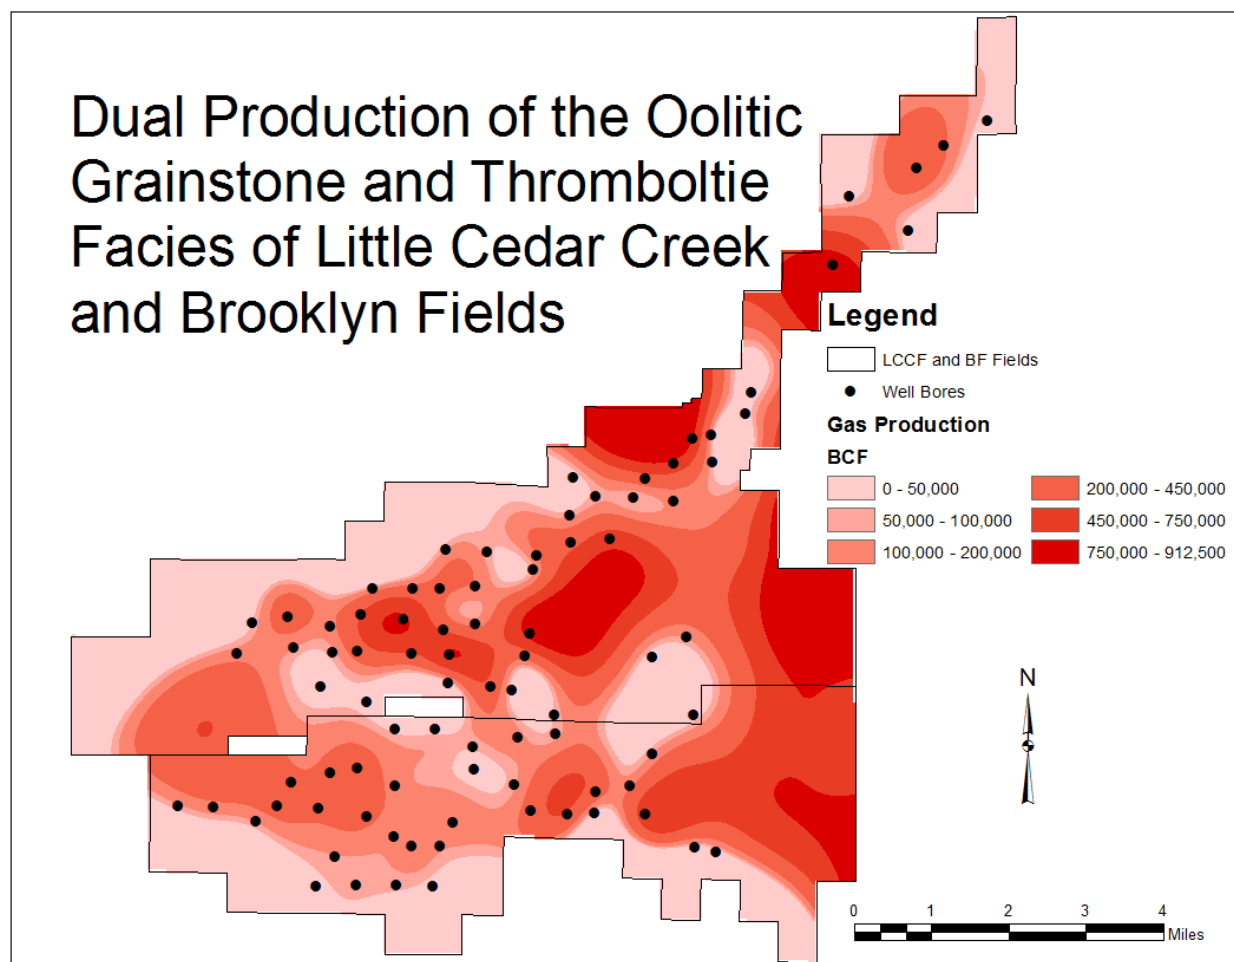 Dual Production of the Oolitic
Grainstone and Thromboltie
Facies of Little Cedar Creek
and Brooklyn Fields
Legend
LCCF and BF Fields
Well Bores
Gas Production
BCF
0 - 50,000
50,000 - 100,000
100,000 - 200,000
200,000 - 450,000
450,000 - 750,000
750,000 - 912,500
N
0 1 2 3 4
Miles